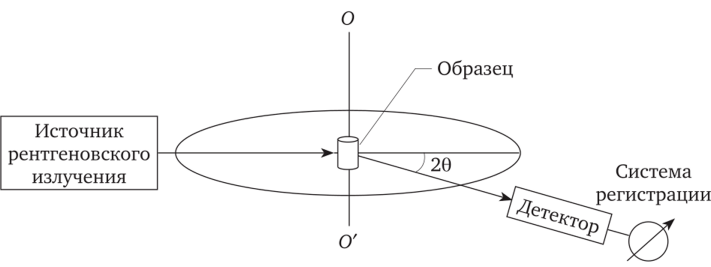 O
Образец
Источник
рентгеновского
излучения
2θ
Система
регистрации
Детектор
O′